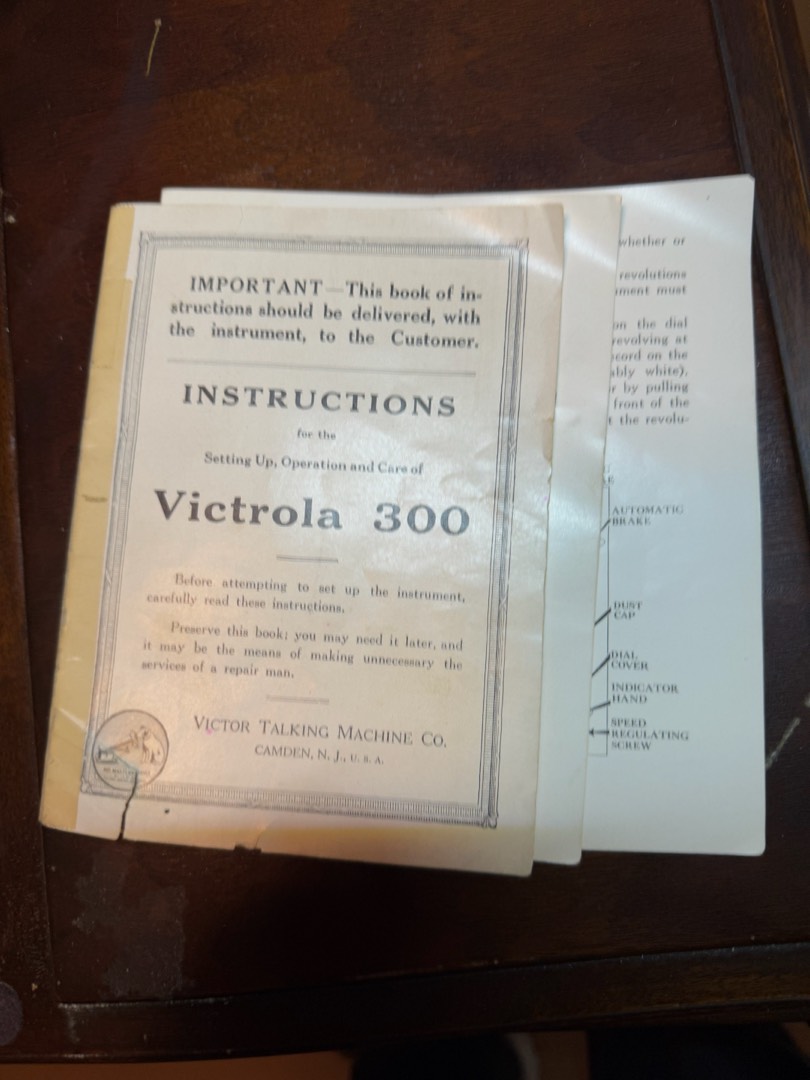 IMPORTANT—This book of in-
structions should be delivered, with
the instrument, to the Customer.
INSTRUCTIONS
for the
Setting Up, Operation and Care of
Victrola 300
Before attempting to set up the instrument,
carefully read these instructions.
Preserve this book; you may need it later, and
it may be the means of making unnecessary the
services of a repair man.
VICTOR TALKING MACHINE CO.
CAMDEN, N. J., U. S. A.
whether or
revolutions
ment must
on the dial
revolving at
cord on the
bly white),
r by pulling
front of the
t the revolu-
AUTOMATIC
BRAKE
DUST
CAP
DIAL
COVER
INDICATOR
HAND
SPEED
REGULATING
SCREW